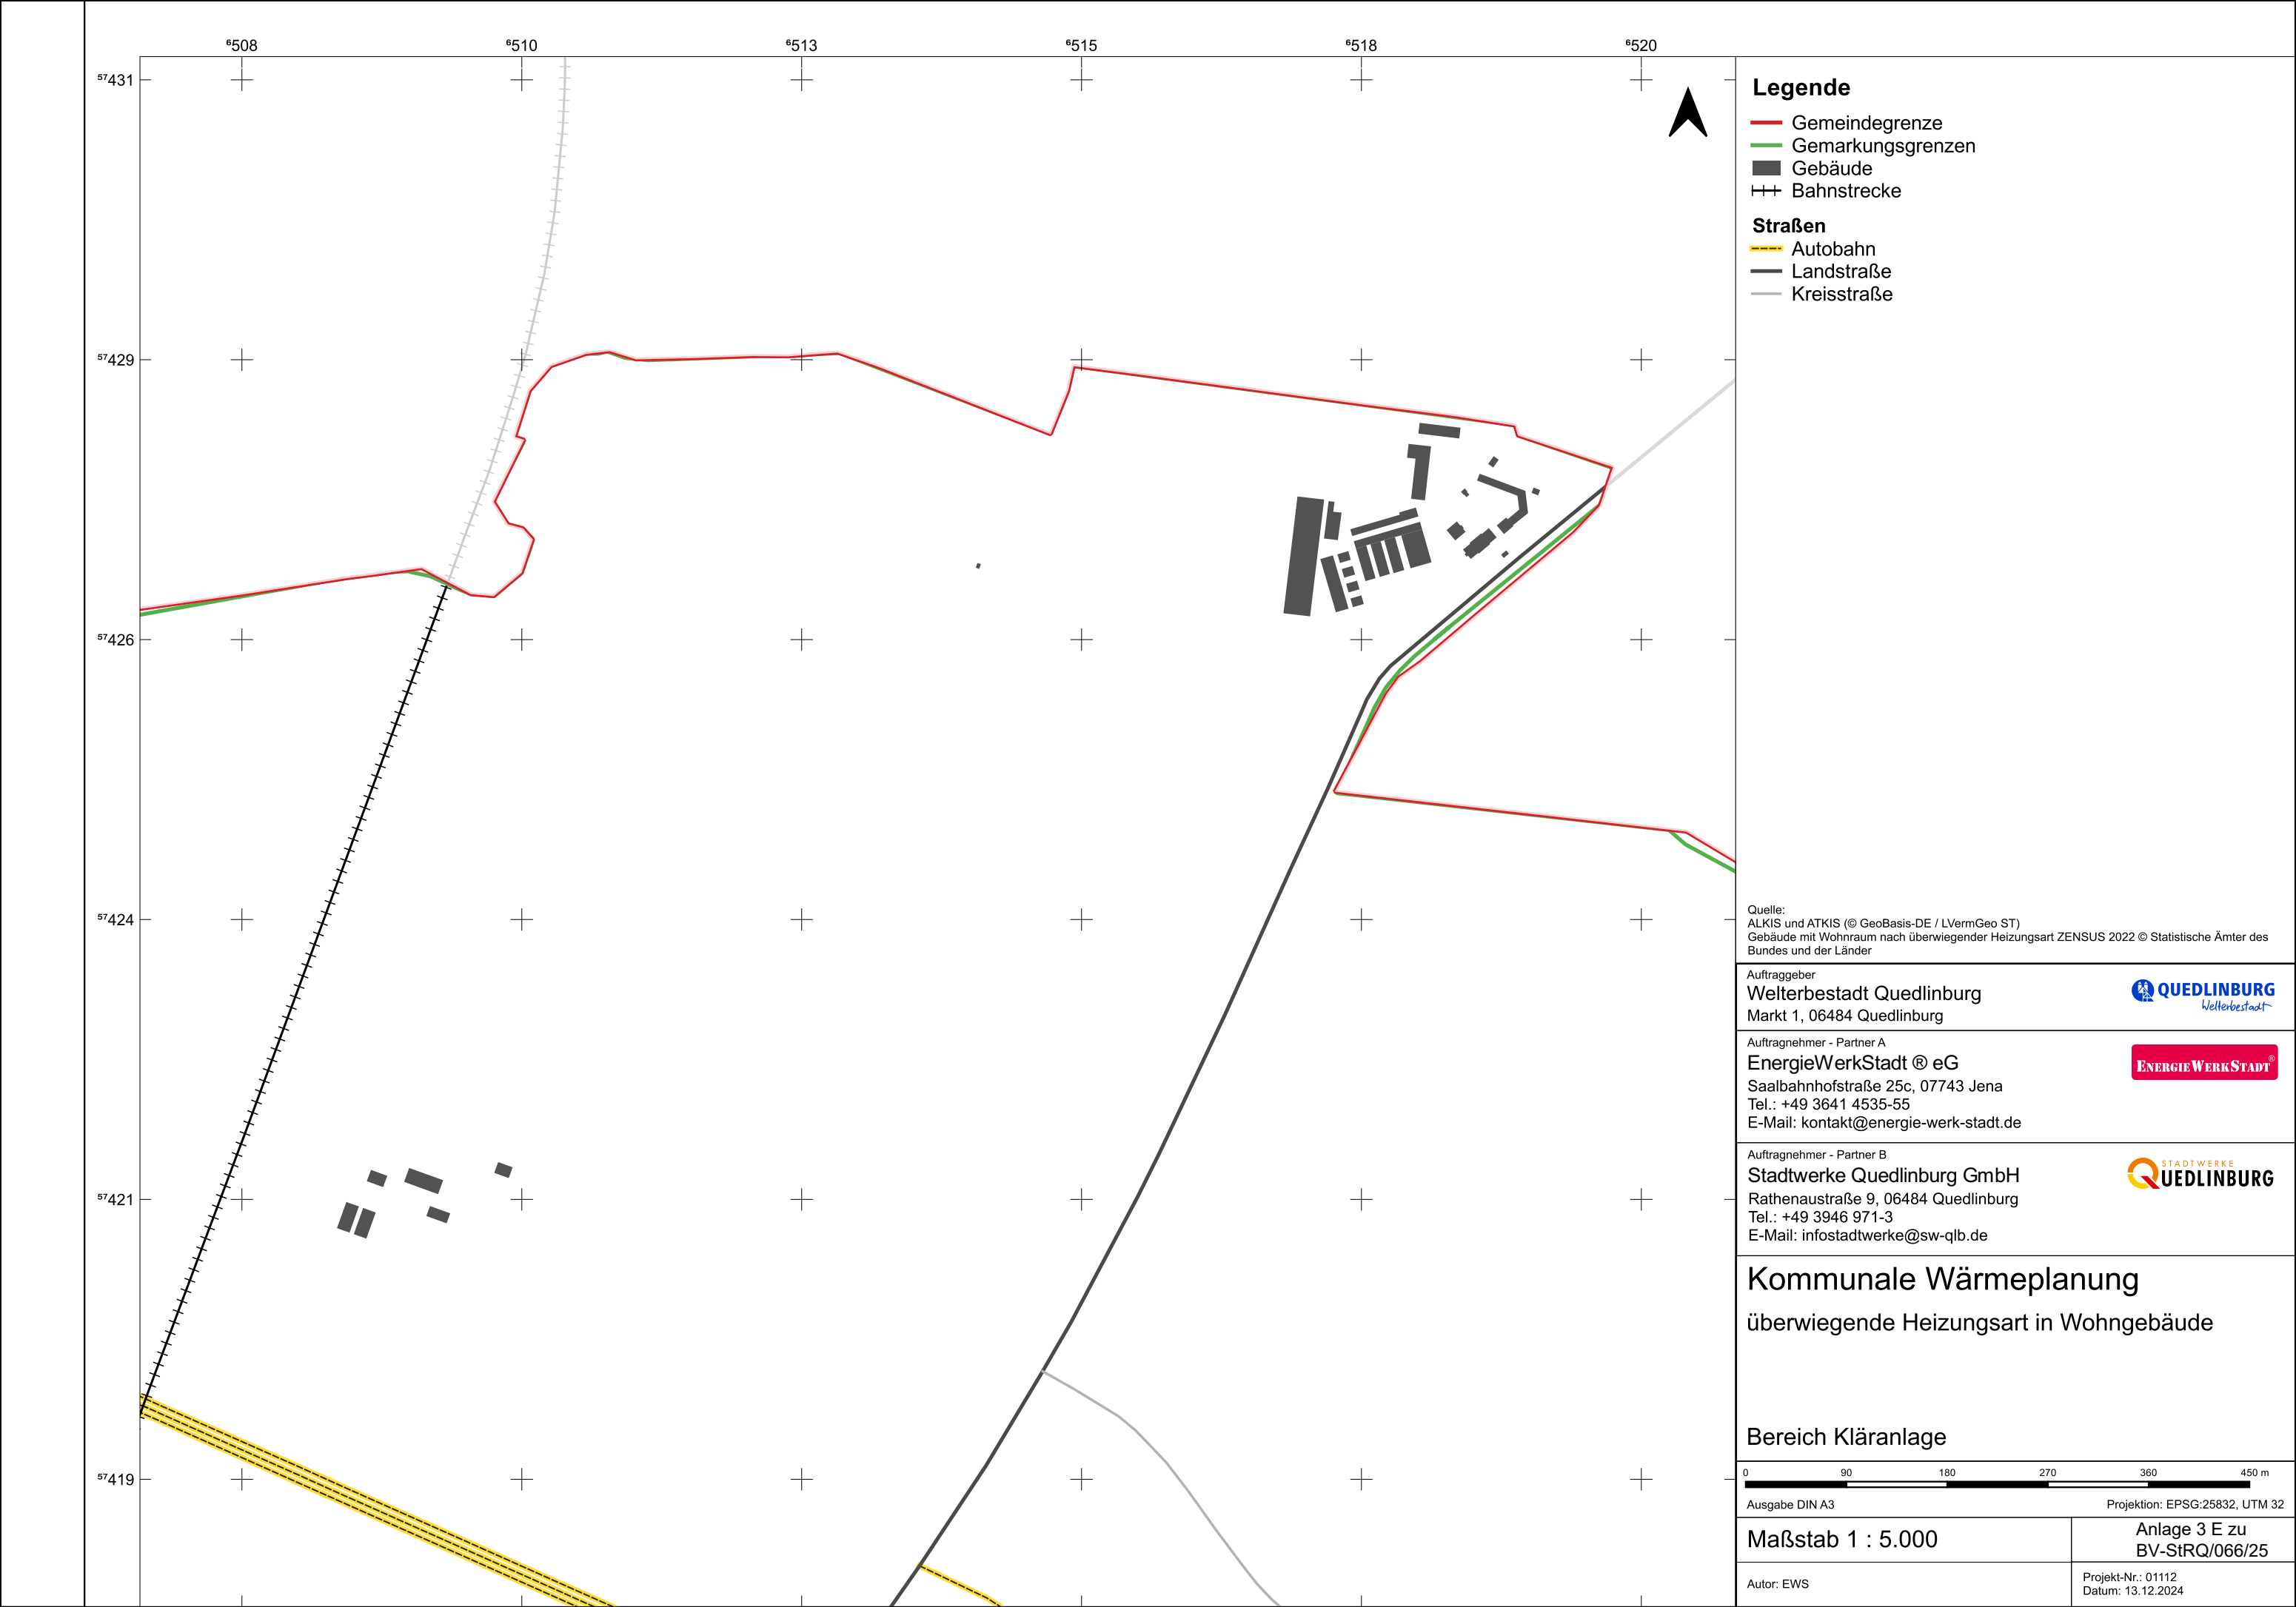 ⁶508 ⁶510 ⁶513 ⁶515 ⁶518 ⁶520
⁵⁷431
⁵⁷429
⁵⁷426
⁵⁷424
⁵⁷421
⁵⁷419
Legende
Gemeindegrenze
Gemarkungsgrenzen
Gebäude
Bahnstrecke
Straßen
Autobahn
Landstraße
Kreisstraße
Quelle:
ALKIS und ATKIS (© GeoBasis-DE / LVermGeo ST)
Gebäude mit Wohnraum nach überwiegender Heizungsart ZENSUS 2022 © Statistische Ämter des
Bundes und der Länder
Auftraggeber
Welterbestadt Quedlinburg
Markt 1, 06484 Quedlinburg
QUEDLINBURG
Welterbestadt
Auftragnehmer - Partner A
EnergieWerkStadt ® eG
Saalbahnhofstraße 25c, 07743 Jena
Tel.: +49 3641 4535-55
E-Mail: kontakt@energie-werk-stadt.de
ENERGIEWERKSTADT®
Auftragnehmer - Partner B
Stadtwerke Quedlinburg GmbH
Rathenaustraße 9, 06484 Quedlinburg
Tel.: +49 3946 971-3
E-Mail: infostadtwerke@sw-qlb.de
STADTWERKE
QUEDLINBURG
Kommunale Wärmeplanung
überwiegende Heizungsart in Wohngebäude
Bereich Kläranlage
0 90 180 270 360 450 m
Ausgabe DIN A3 Projektion: EPSG:25832, UTM 32
Maßstab 1 : 5.000
Anlage 3 E zu
BV-StRQ/066/25
Autor: EWS
Projekt-Nr.: 01112
Datum: 13.12.2024